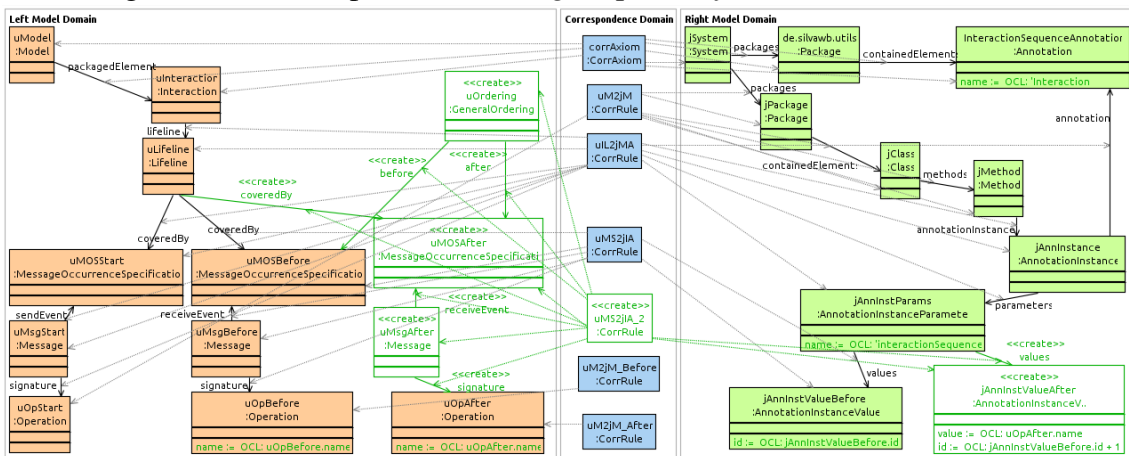 Left Model Domain
Correspondence Domain
Right Model Domain
uModel
:Model
packagedElement
uInteraction
:Interaction
lifeline
uLifeline
:Lifeline
<<create>>
uOrdering
:GeneralOrdering
<<create>>
before
<<create>>
after
<<create>>
coveredBy
coveredBy
coveredBy
<<create>>
uMOSAfter
:MessageOccurrenceSpecificati
uMOSStart
:MessageOccurrenceSpecificatio
uMOSBefore
:MessageOccurrenceSpecificatio
sendEvent
receiveEvent
<<create>>
receiveEvent
uMsgStart
:Message
uMsgBefore
:Message
<<create>>
uMsgAfter
:Message
signature
signature
<<create>>
signature
uOpStart
:Operation
uOpBefore
:Operation
name := OCL: uOpBefore.name
uOpAfter
:Operation
name := OCL: uOpAfter.name
corrAxiom
:CorrAxiom
uM2jM
:CorrRule
uIL2jMA
:CorrRule
uMS2jIA
:CorrRule
<<create>>
uMS2jIA_2
:CorrRule
uM2jM_Before
:CorrRule
uM2jM_After
:CorrRule
jSystem
:System
packages
de.silvawb.utils
:Package
containedElement:
InteractionSequenceAnnotation
:Annotation
name := OCL: 'Interaction
packages
jPackage
:Package
containedElement:
jClass
:Class
methods
jMethod
:Method
annotation
annotationInstance
jAnnInstance
:AnnotationInstance
parameters
jAnnInstParams
:AnnotationInstanceParamete
name := OCL: 'interactionSequence
values
<<create>>
values
jAnnInstValueBefore
:AnnotationInstanceValue
id := OCL: jAnnInstValueBefore.id
<<create>>
jAnnInstValueAfter
:AnnotationInstanceV..
value := OCL: uOpAfter.name
id := OCL: jAnnInstValueBefore.id + 1